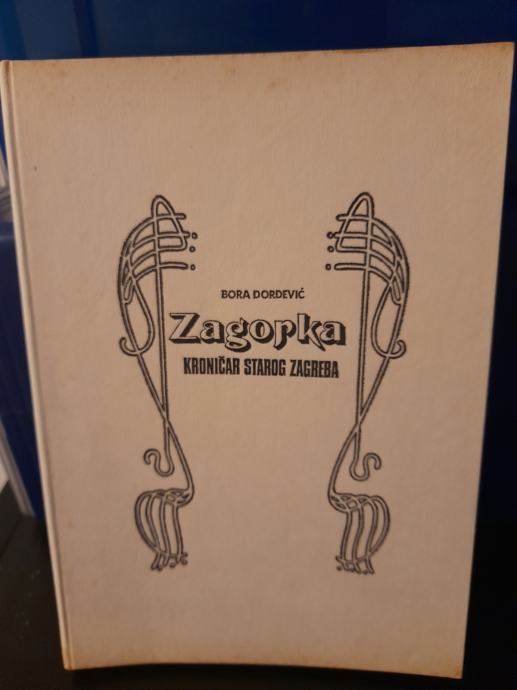 BORA ĐORĐEVIĆ
Zagorka
KRONIČAR STAROG ZAGREBA